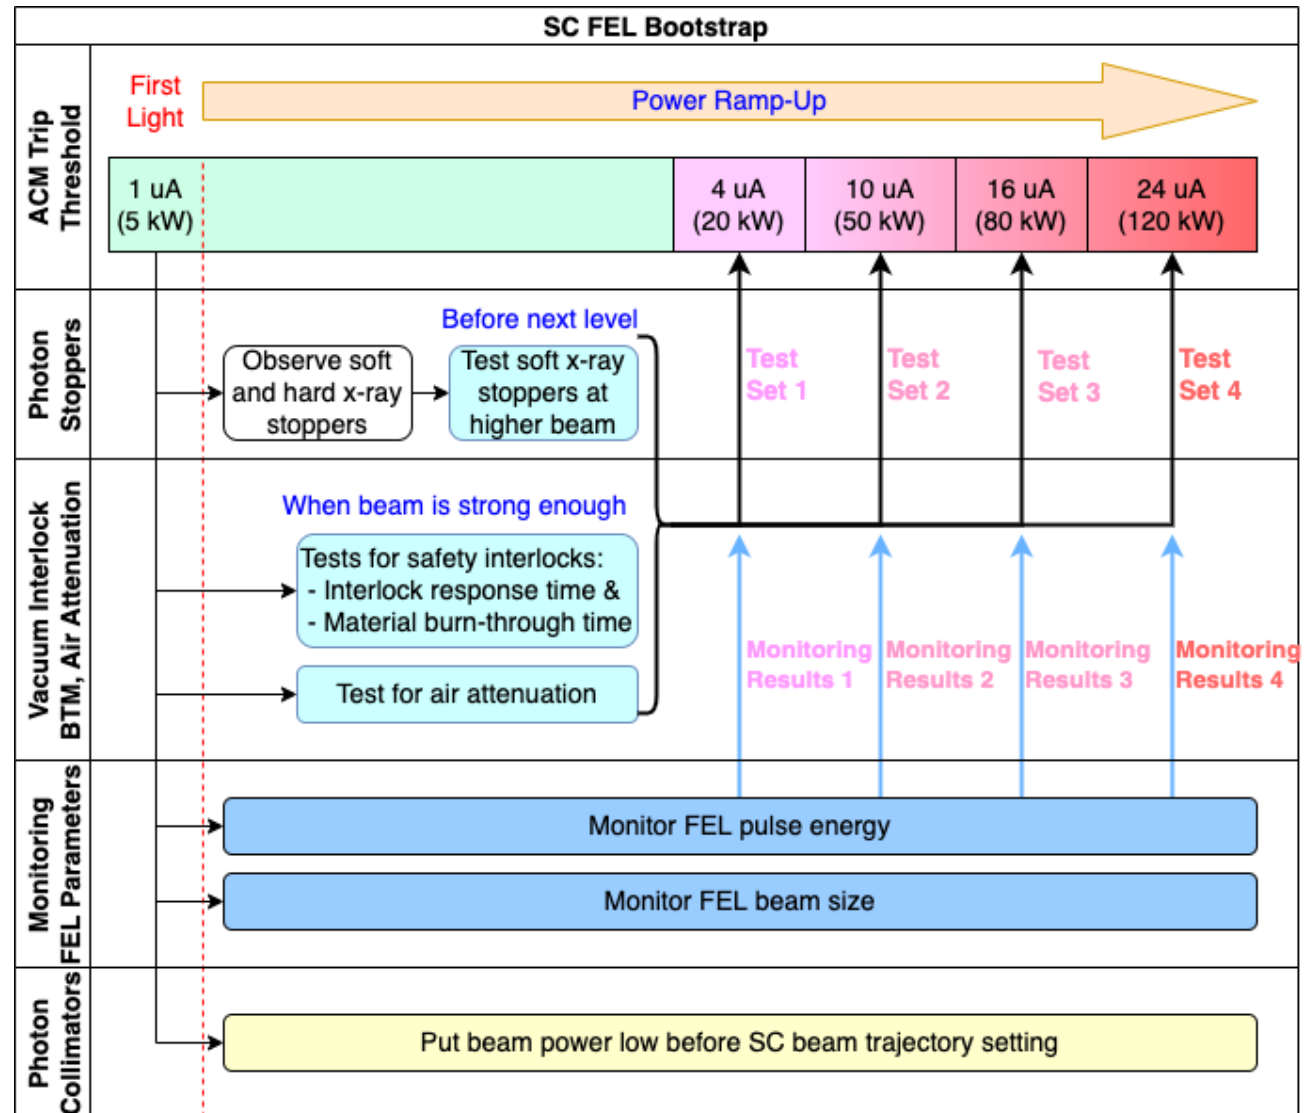 SC FEL Bootstrap
ACM Trip
Threshold
First
Light
Power Ramp-Up
1 uA
(5 kW)
4 uA
(20 kW)
10 uA
(50 kW)
16 uA
(80 kW)
24 uA
(120 kW)
Photon
Stoppers
Before next level
Observe soft
and hard x-ray
stoppers
Test soft x-ray
stoppers at
higher beam
Test
Set 1
Test
Set 2
Test
Set 3
Test
Set 4
Vacuum Interlock
BTM, Air Attenuation
When beam is strong enough
Tests for safety interlocks:
- Interlock response time &
- Material burn-through time
Test for air attenuation
Monitoring
Results 1
Monitoring
Results 2
Monitoring
Results 3
Monitoring
Results 4
Monitoring
FEL Parameters
Monitor FEL pulse energy
Monitor FEL beam size
Photon
Collimators
Put beam power low before SC beam trajectory setting